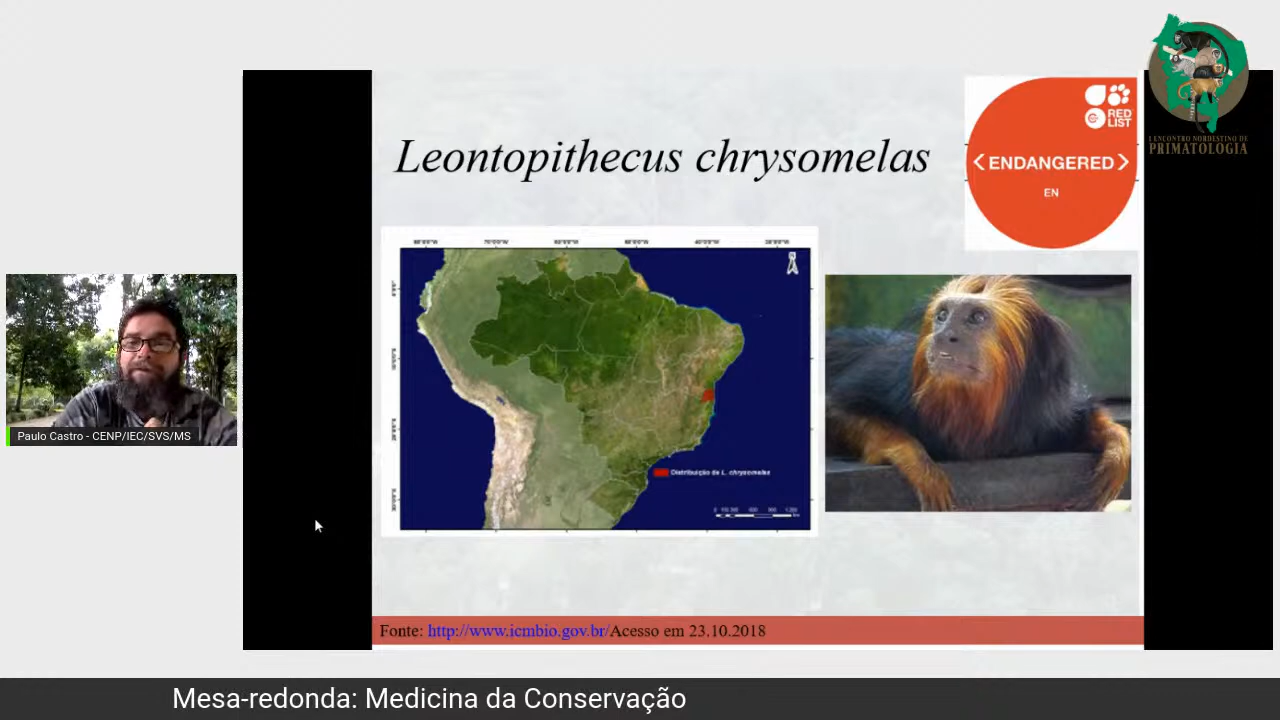 Leontopithecus chrysomelas
RED
LIST
ENDANGERED
EN
I ENCONTRO NORDESTINO DE
PRIMATOLOGIA
N
Distribuição de L. chrysomelas
Paulo Castro - CENP/IEC/SVS/MS
Fonte: http://www.icmbio.gov.br/Acesso em 23.10.2018
Mesa-redonda: Medicina da Conservação